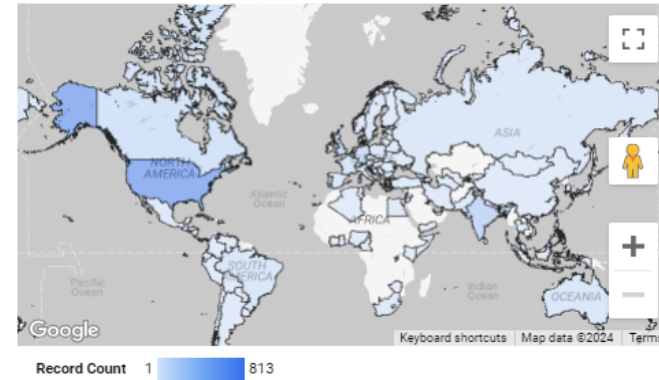 ASIA
NORTH
AMERICA
Atlantic
Ocean
AFRICA
SOUTH
AMERICA
Pacific
Ocean
Indian
Ocean
OCEANIA
Google
Keyboard shortcuts Map data ©2024 Terms
Record Count 1 813